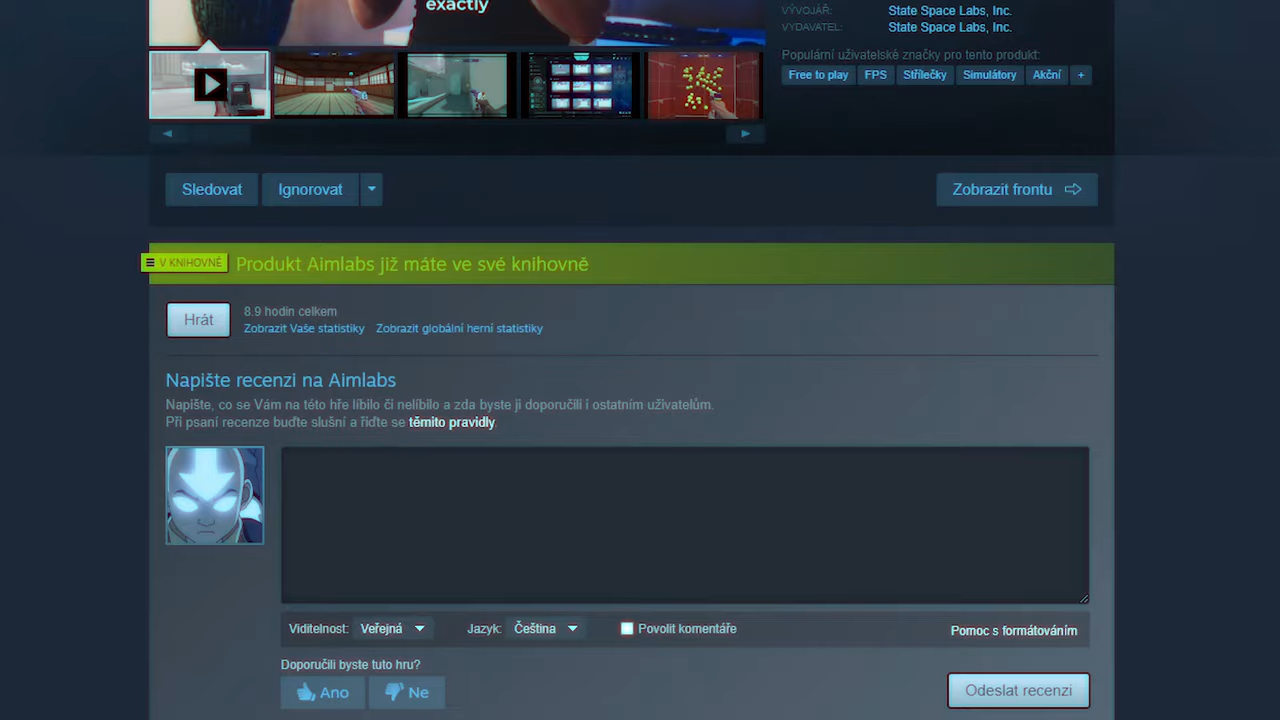 exactly
VÝVOJÁŘ: State Space Labs, Inc.
VYDAVATEL: State Space Labs, Inc.
Populární uživatelské značky pro tento produkt:
Free to play FPS Střílečky Simulátory Akční +
Sledovat Ignorovat Zobrazit frontu
V KNIHOVNĚ Produkt Aimlabs již máte ve své knihovně
Hrát 8.9 hodin celkem
Zobrazit Vaše statistiky Zobrazit globální herní statistiky
Napište recenzi na Aimlabs
Napište, co se Vám na této hře líbilo či nelíbilo a zda byste ji doporučili i ostatním uživatelům.
Při psaní recenze buďte slušní a řiďte se těmito pravidly.
Viditelnost: Veřejná Jazyk: Čeština Povolit komentáře Pomoc s formátováním
Doporučili byste tuto hru?
Ano Ne Odeslat recenzi